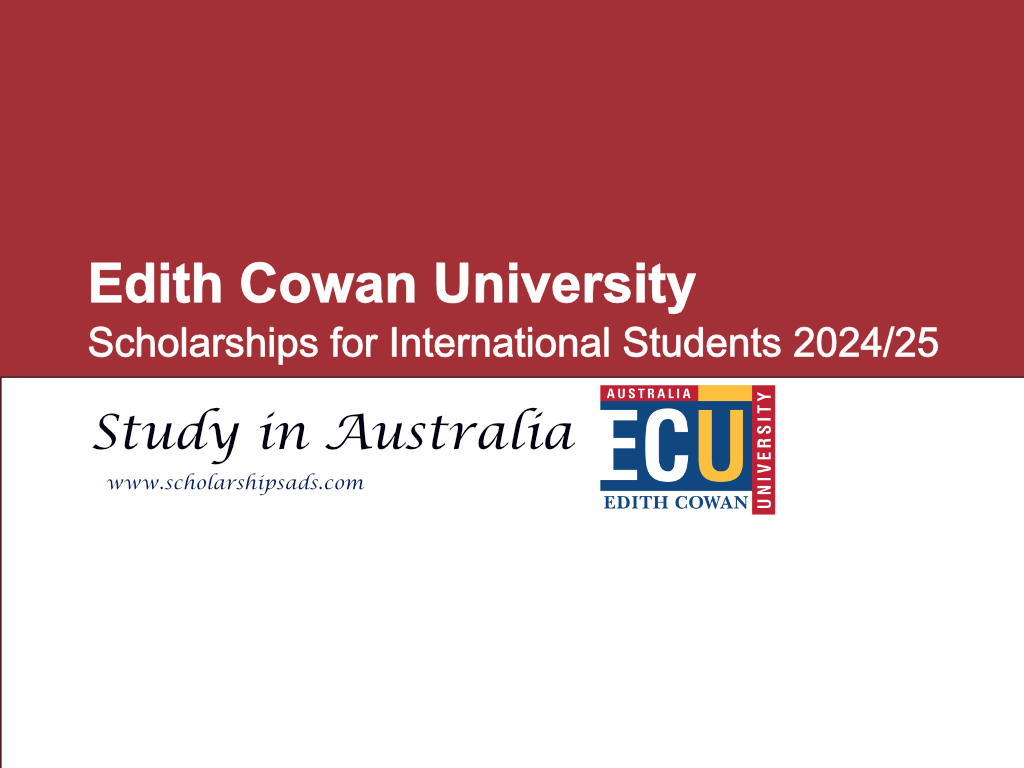 Edith Cowan University
Scholarships for International Students 2024/25
Study in Australia
www.scholarshipsads.com
AUSTRALIA
ECU
EDITH COWAN
UNIVERSITY